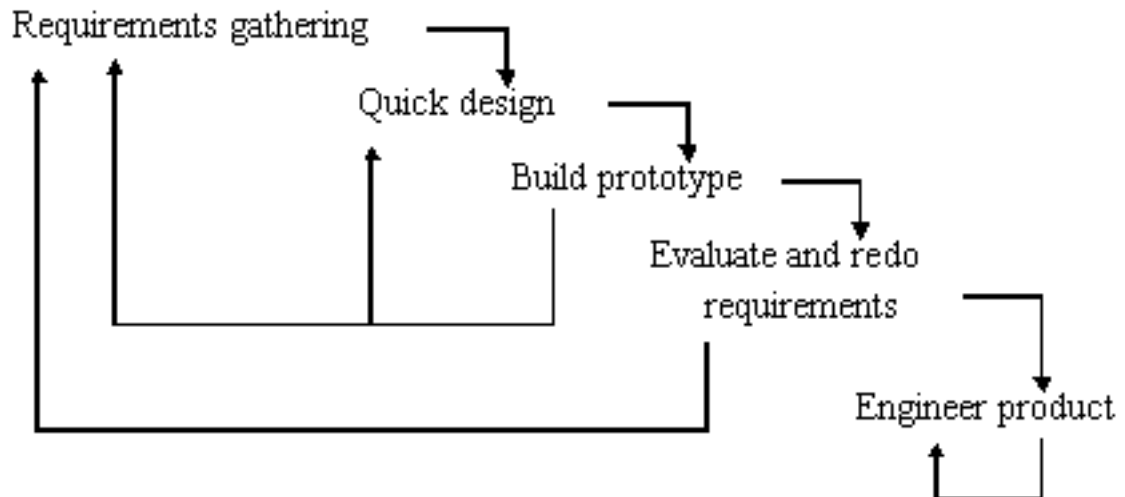 Requirements gathering
Quick design
Build prototype
Evaluate and redo
requirements
Engineer product